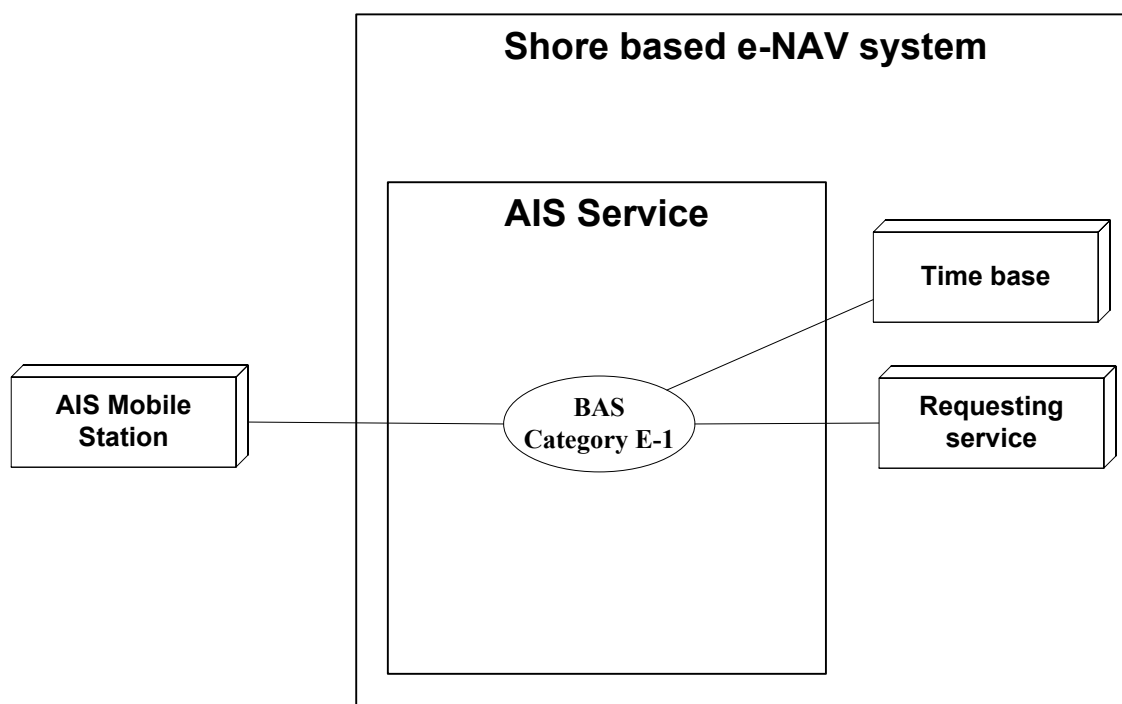 Shore based e-NAV system
AIS Service
Time base
AIS Mobile
Station
BAS
Category E-1
Requesting
service